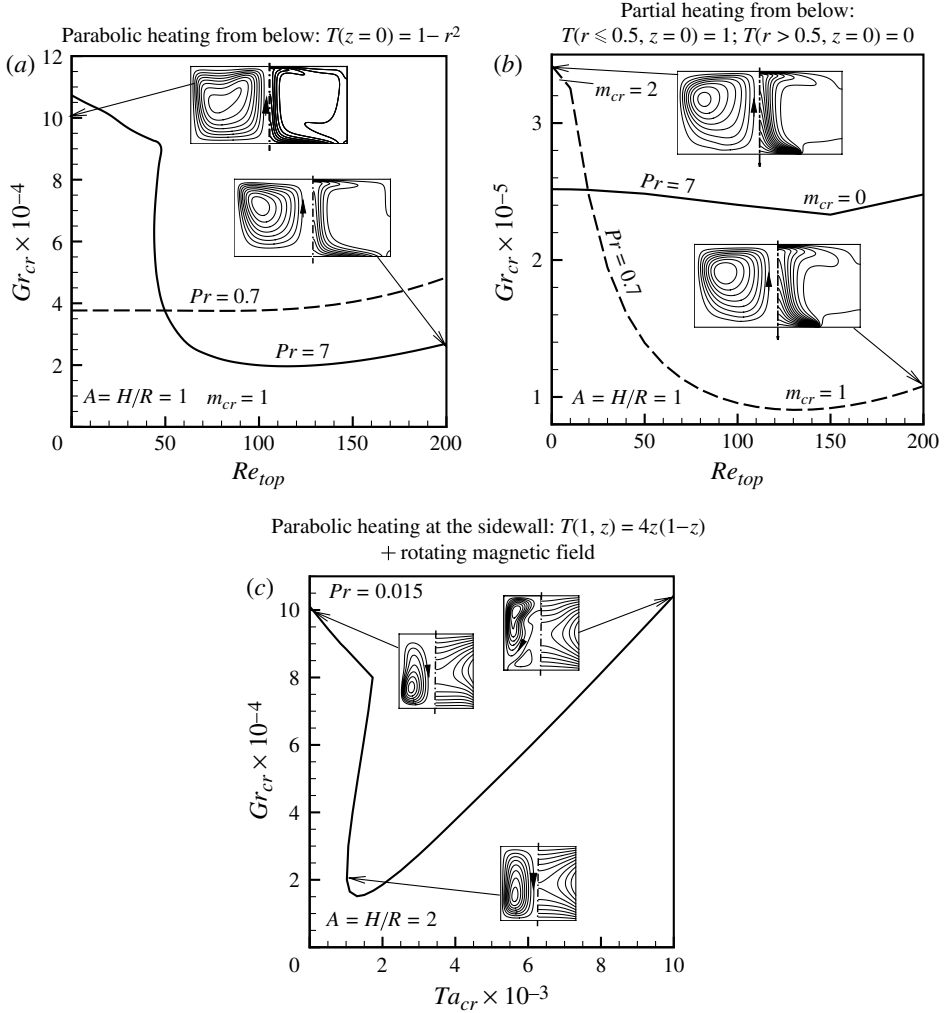 Parabolic heating from below: T(z = 0) = 1– r²
(a)
12
10
8
6
4
2
0
50
100
150
200
Gr_cr × 10⁻⁴
Re_top
Pr = 0.7
Pr = 7
A = H/R = 1 m_cr = 1
Partial heating from below:
T(r ⩽ 0.5, z = 0) = 1; T(r > 0.5, z = 0) = 0
(b)
3
2
1
0
50
100
150
200
Gr_cr × 10⁻⁵
Re_top
m_cr = 2
Pr = 7
m_cr = 0
Pr = 0.7
m_cr = 1
A = H/R = 1
Parabolic heating at the sidewall: T(1, z) = 4z(1–z)
+ rotating magnetic field
(c)
Pr = 0.015
10
8
6
4
2
0
2
4
6
8
10
Gr_cr × 10⁻⁴
A = H/R = 2
Ta_cr × 10⁻³